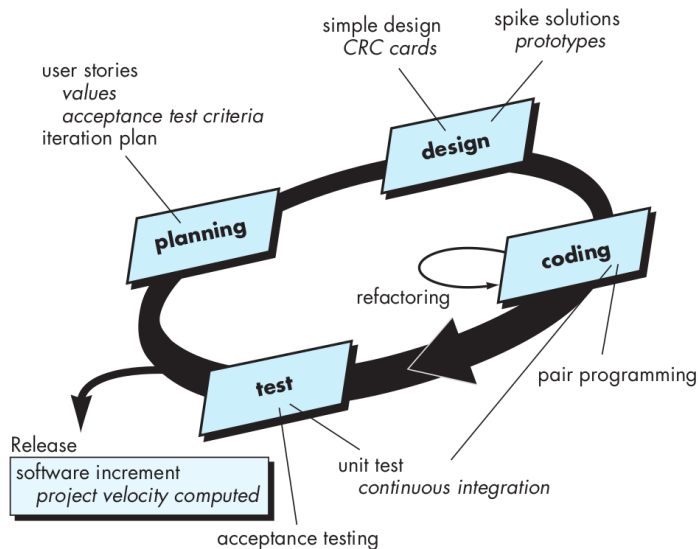 simple design
CRC cards
spike solutions
prototypes
user stories
values
acceptance test criteria
iteration plan
design
planning
coding
refactoring
test
pair programming
Release
software increment
project velocity computed
unit test
continuous integration
acceptance testing